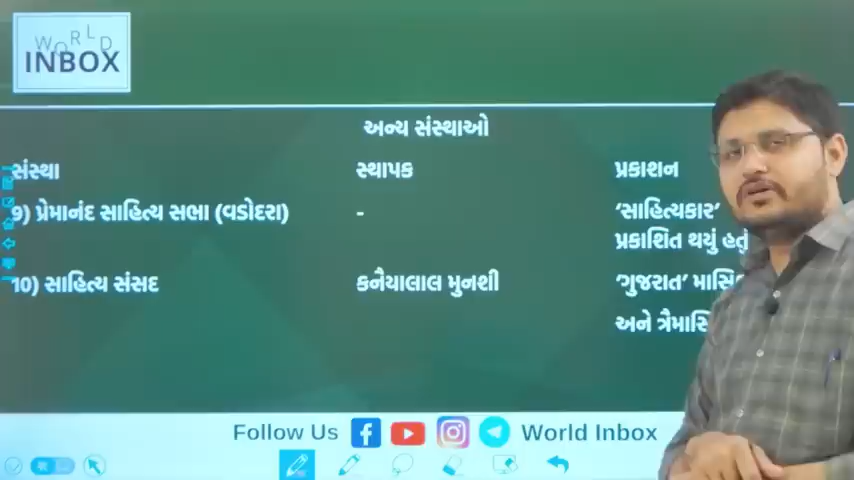 WORLD
INBOX
અન્ય સંસ્થાઓ
સંસ્થા સ્થાપક પ્રકાશન
9) પ્રેમાનંદ સાહિત્ય સભા (વડોદરા) - ‘સાહિત્યકાર’
પ્રકાશિત થયું હતું
10) સાહિત્ય સંસદ કનૈયાલાલ મુનશી ‘ગુજરાત’
અને
Follow Us World Inbox